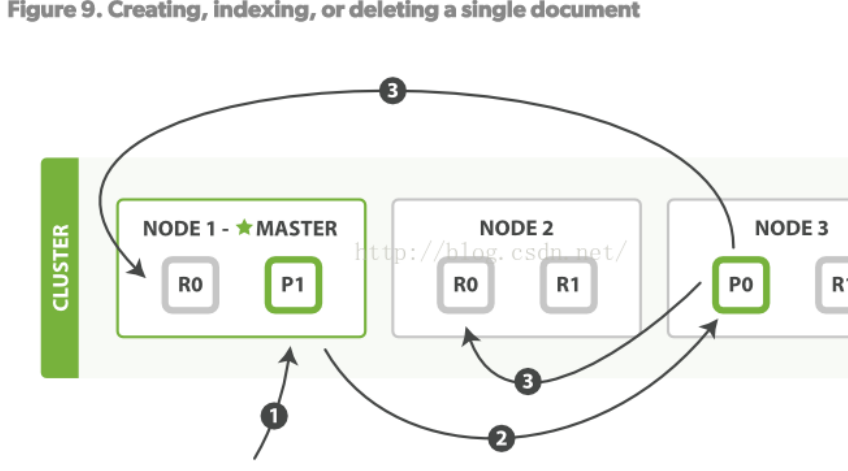 Figure 9. Creating, indexing, or deleting a single document
3
CLUSTER
NODE 1 - ★ MASTER
NODE 2
NODE 3
http://blog.csdn.net/
R0
P1
R0
R1
P0
3
1
2